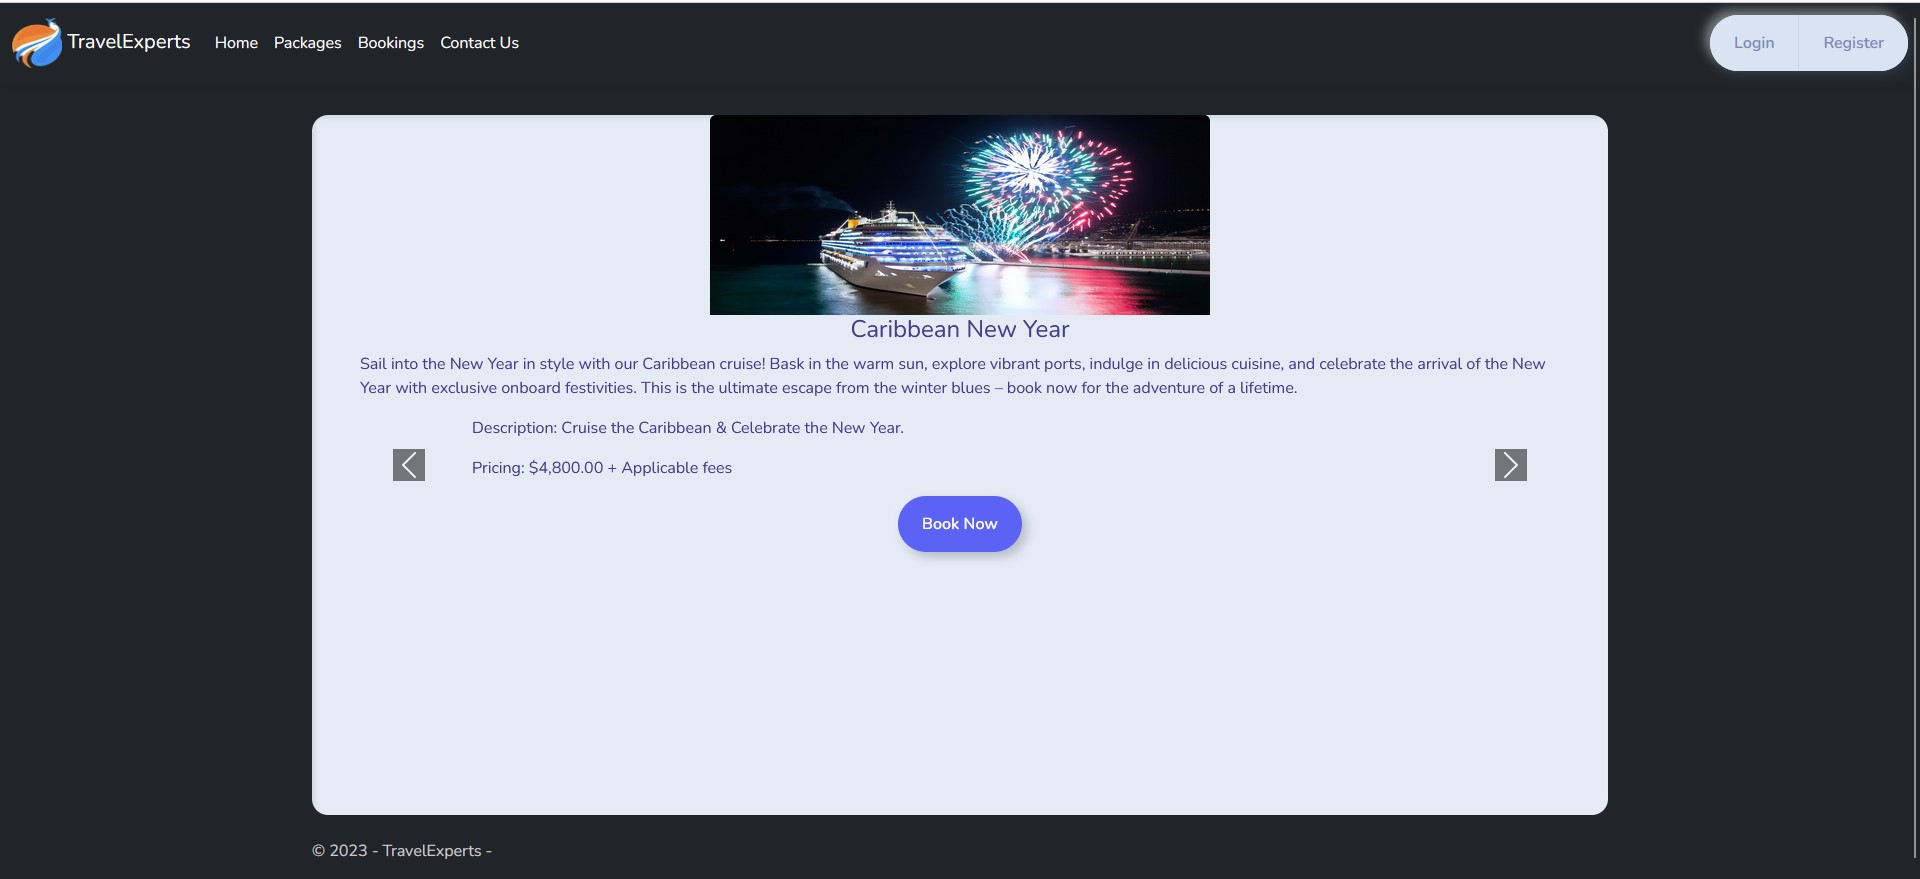 TravelExperts Home Packages Bookings Contact Us Login Register
Caribbean New Year
Sail into the New Year in style with our Caribbean cruise! Bask in the warm sun, explore vibrant ports, indulge in delicious cuisine, and celebrate the arrival of the New
Year with exclusive onboard festivities. This is the ultimate escape from the winter blues – book now for the adventure of a lifetime.
Description: Cruise the Caribbean & Celebrate the New Year.
Pricing: $4,800.00 + Applicable fees
Book Now
© 2023 - TravelExperts -